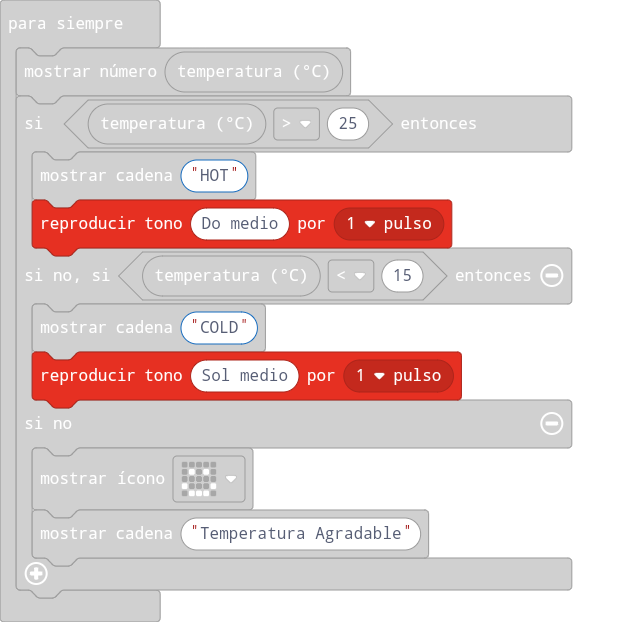 para siempre
mostrar número temperatura (°C)
si temperatura (°C) > 25 entonces
mostrar cadena "HOT"
reproducir tono Do medio por 1 pulso
si no, si temperatura (°C) < 15 entonces
mostrar cadena "COLD"
reproducir tono Sol medio por 1 pulso
si no
mostrar ícono
mostrar cadena "Temperatura Agradable"